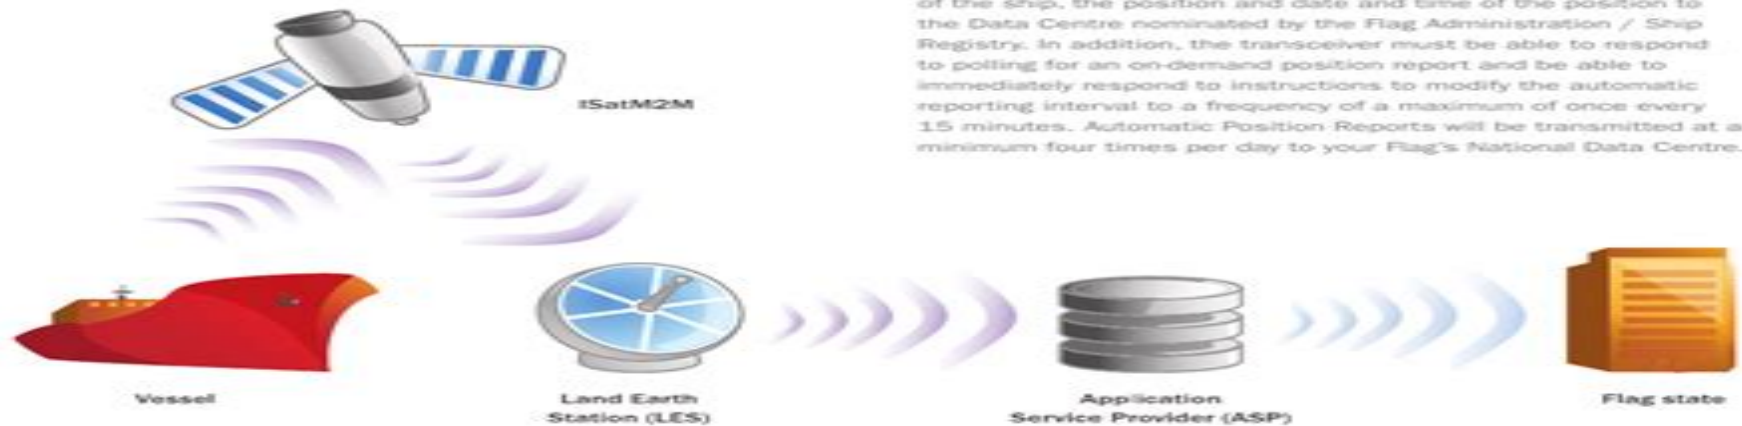 of the ship, the position and date and time of the position to
the Data Centre nominated by the Flag Administration / Ship
Registry. In addition, the transceiver must be able to respond
to polling for an on-demand position report and be able to
immediately respond to instructions to modify the automatic
reporting interval to a frequency of a maximum of once every
15 minutes. Automatic Position Reports will be transmitted at a
minimum four times per day to your Flag's National Data Centre.
ISatM2M
Vessel
Land Earth
Station (LES)
Application
Service Provider (ASP)
Flag state